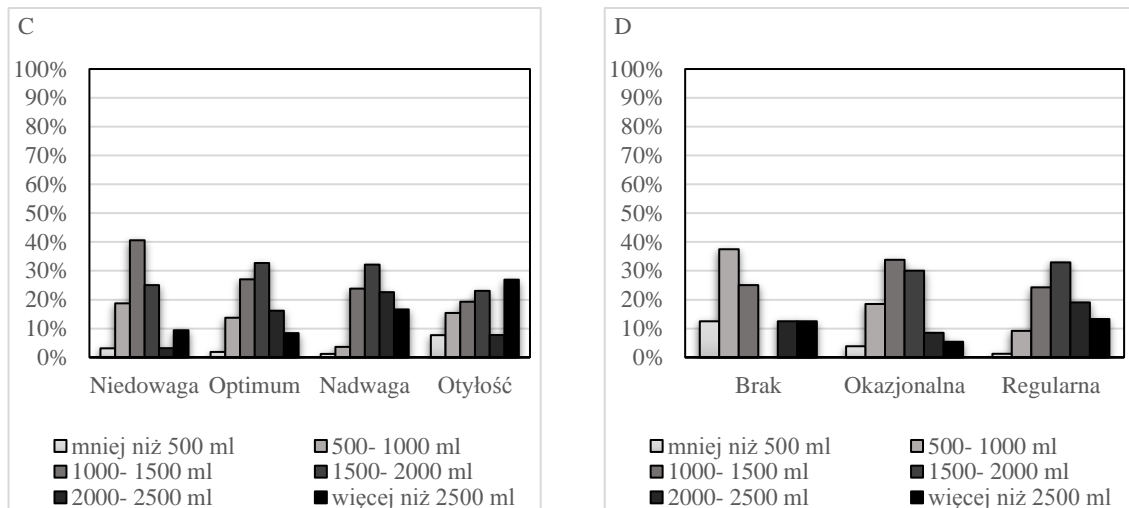 C
100%
90%
80%
70%
60%
50%
40%
30%
20%
10%
0%
Niedowaga Optimum Nadwaga Otyłość
mniej niż 500 ml 500- 1000 ml
1000- 1500 ml 1500- 2000 ml
2000- 2500 ml więcej niż 2500 ml
D
100%
90%
80%
70%
60%
50%
40%
30%
20%
10%
0%
Brak Okazjonalna Regularna
mniej niż 500 ml 500- 1000 ml
1000- 1500 ml 1500- 2000 ml
2000- 2500 ml więcej niż 2500 ml